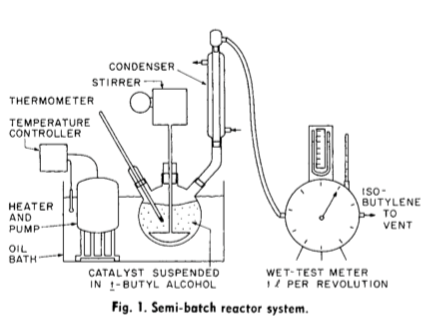 CONDENSER
STIRRER
THERMOMETER
TEMPERATURE
CONTROLLER
HEATER
AND
PUMP
OIL
BATH
CATALYST SUSPENDED
IN t-BUTYL ALCOHOL
ISO-
BUTYLENE
TO
VENT
WET-TEST METER
1 ℓ PER REVOLUTION
Fig. 1. Semi-batch reactor system.